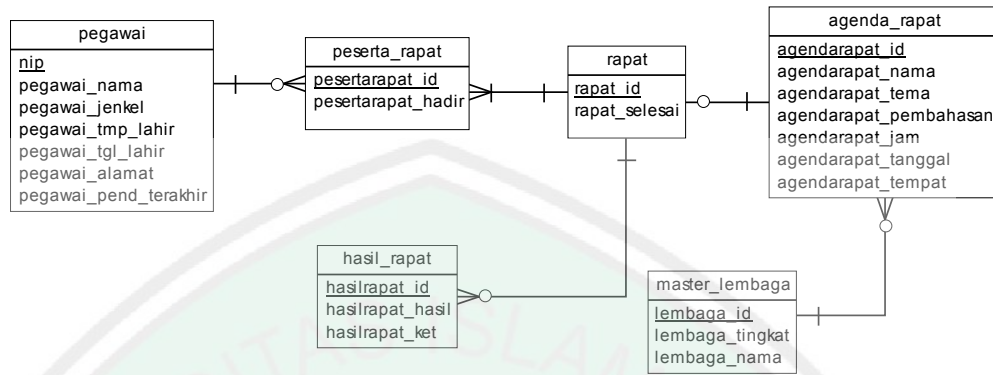 pegawai
nip
pegawai_nama
pegawai_jenkel
pegawai_tmp_lahir
pegawai_tgl_lahir
pegawai_alamat
pegawai_pend_terakhir
peserta_rapat
pesertarapat_id
pesertarapat_hadir
rapat
rapat_id
rapat_selesai
agenda_rapat
agendarapat_id
agendarapat_nama
agendarapat_tema
agendarapat_pembahasan
agendarapat_jam
agendarapat_tanggal
agendarapat_tempat
hasil_rapat
hasilrapat_id
hasilrapat_hasil
hasilrapat_ket
master_lembaga
lembaga_id
lembaga_tingkat
lembaga_nama